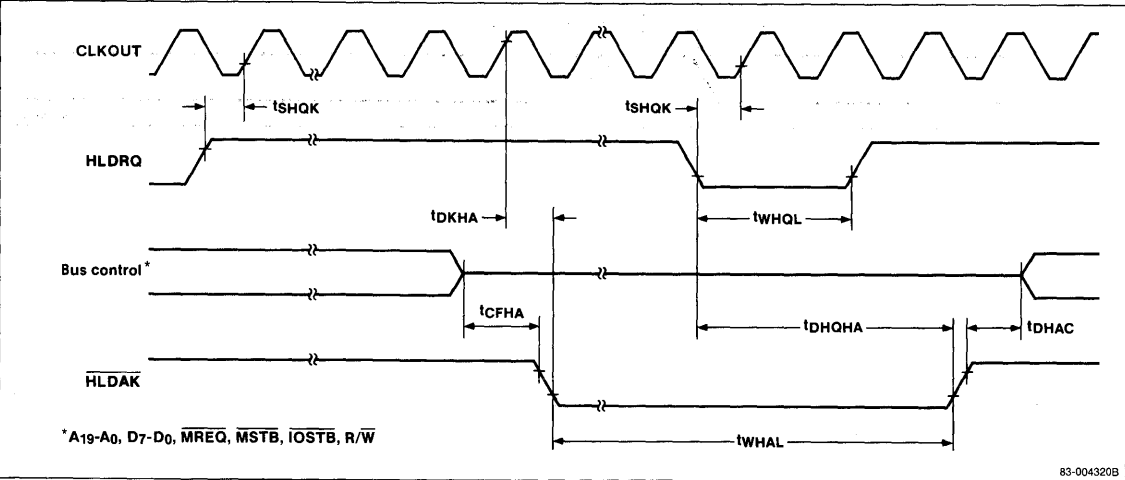 CLKOUT
tSHQK
tSHQK
HLDRQ
tDKHA
tWHQL
Bus control*
tCFHA
tDHQHA
tDHAC
HLDAK
*A19-A0, D7-D0, MREQ, MSTB, IOSTB, R/W
tWHAL
83-004320B